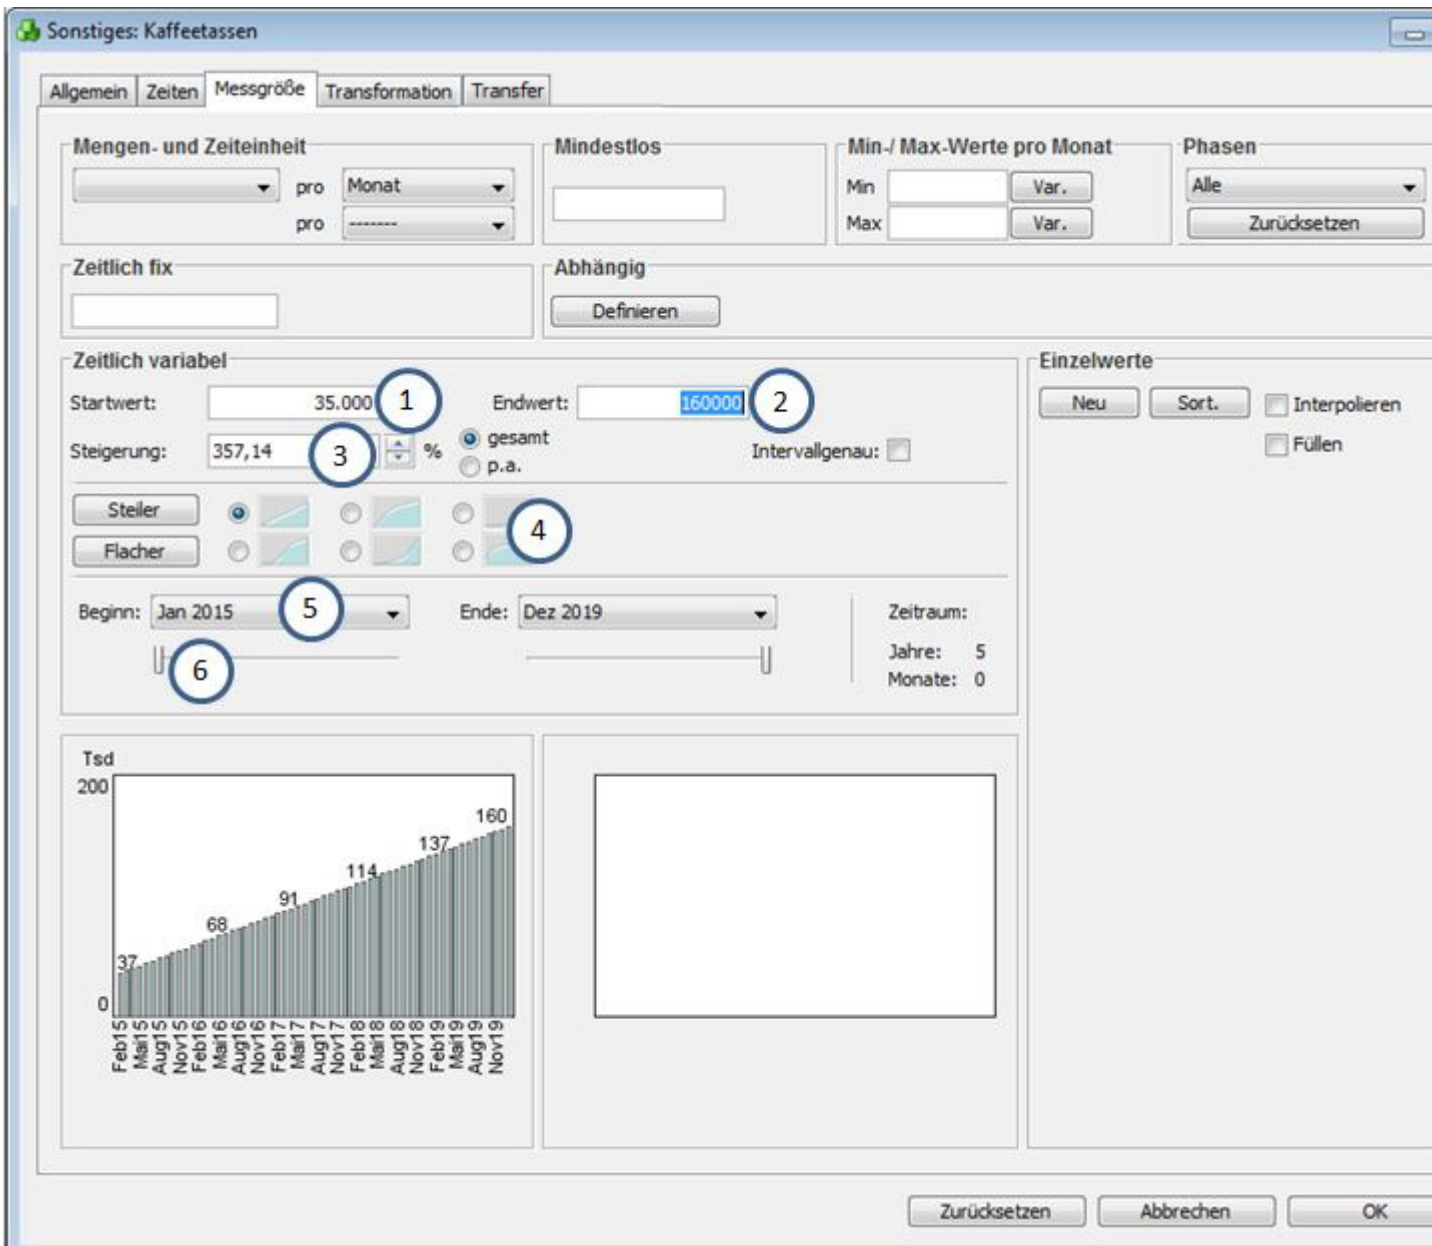 Sonstiges: Kaffeetassen
Allgemein Zeiten Messgröße Transformation Transfer
Mengen- und Zeiteinheit Mindestlos Min-/ Max-Werte pro Monat Phasen
pro Monat Min Var. Alle
pro ------- Max Var. Zurücksetzen
Zeitlich fix Abhängig
Definieren
Zeitlich variabel Einzelwerte
Startwert: 35.000 1 Endwert: 160000 2 Neu Sort. Interpolieren
Steigerung: 357,14 3 % gesamt Intervallgenau: Füllen
p.a.
Steiler 4
Flacher
Beginn: Jan 2015 5 Ende: Dez 2019 Zeitraum:
6 Jahre: 5
Monate: 0
Tsd
200
160
137
114
91
68
37
0
Feb15 Mai15 Aug15 Nov15 Feb16 Mai16 Aug16 Nov16 Feb17 Mai17 Aug17 Nov17 Feb18 Mai18 Aug18 Nov18 Feb19 Mai19 Aug19 Nov19
Zurücksetzen Abbrechen OK